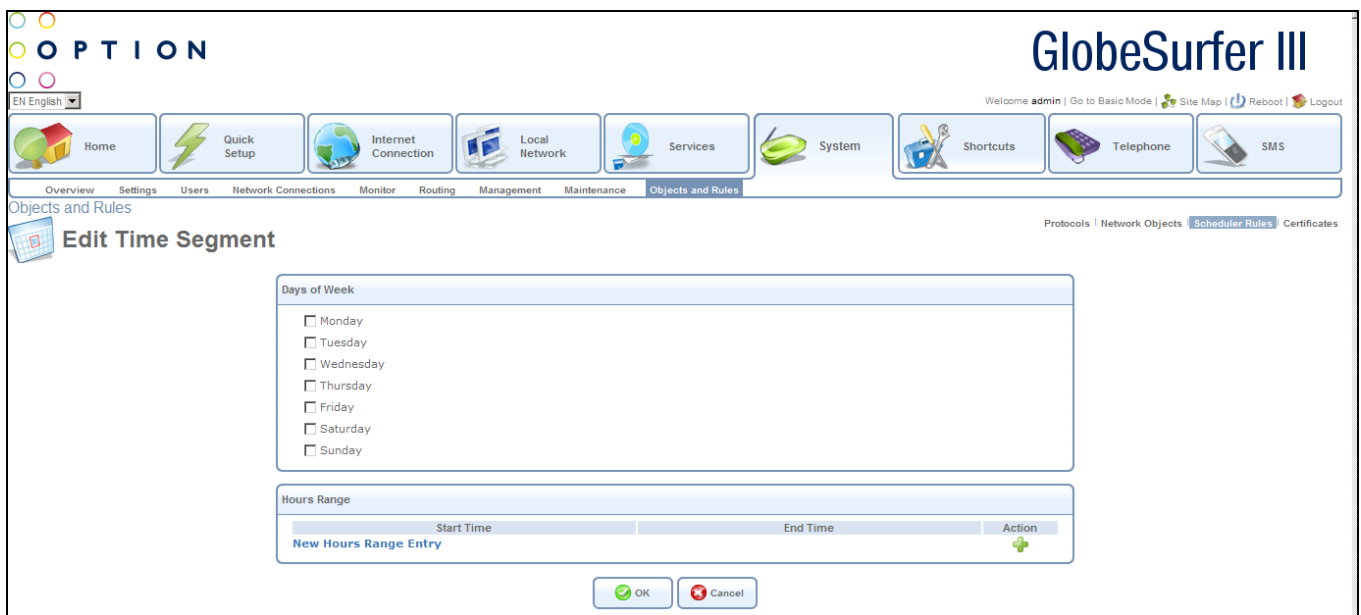 OPTION
GlobeSurfer III
EN English
Welcome admin | Go to Basic Mode | Site Map | Reboot | Logout
Home
Quick Setup
Internet Connection
Local Network
Services
System
Shortcuts
Telephone
SMS
Overview Settings Users Network Connections Monitor Routing Management Maintenance Objects and Rules
Objects and Rules
Protocols | Network Objects | Scheduler Rules | Certificates
Edit Time Segment
Days of Week
Monday
Tuesday
Wednesday
Thursday
Friday
Saturday
Sunday
Hours Range
Start Time End Time Action
New Hours Range Entry
OK Cancel